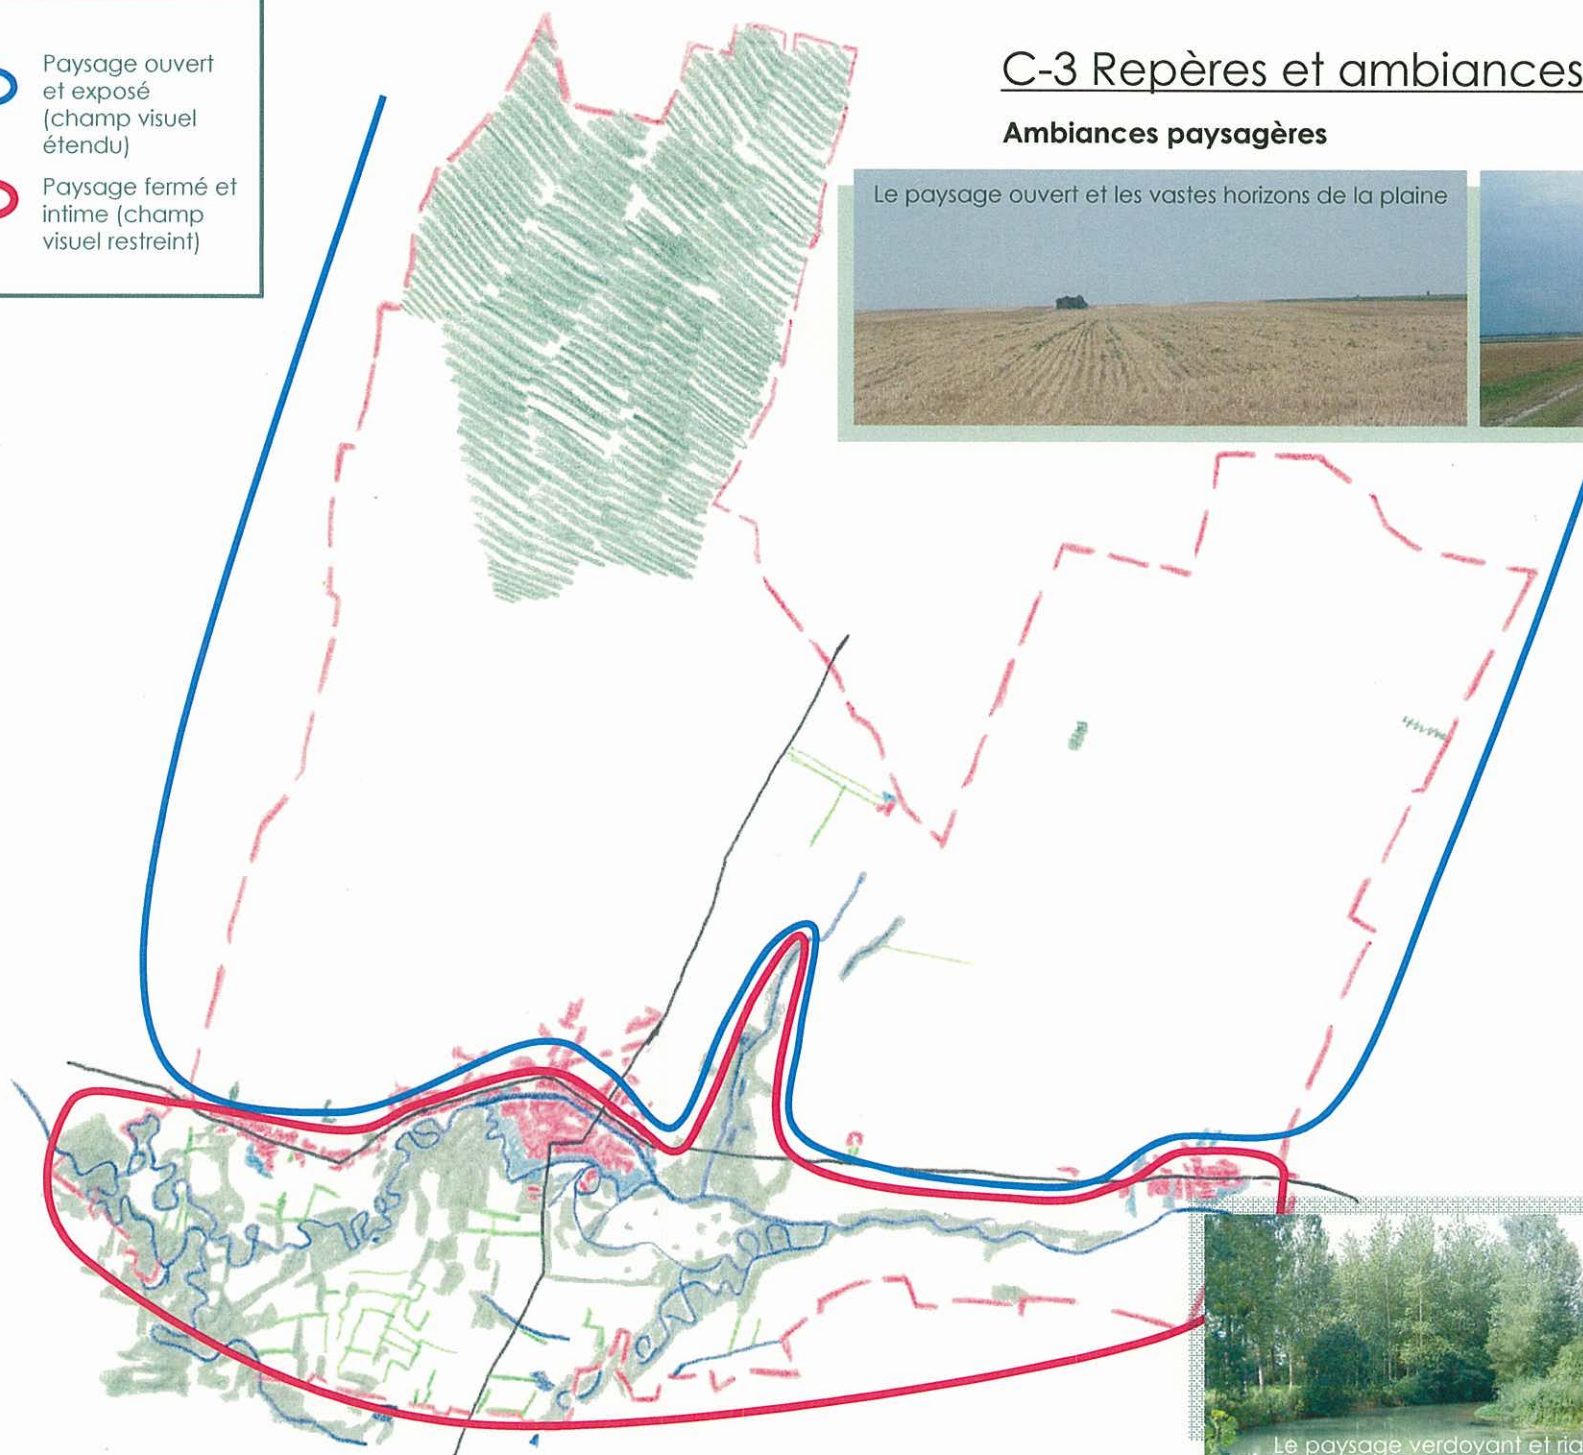 Paysage ouvert
et exposé
(champ visuel
étendu)
Paysage fermé et
intime (champ
visuel restreint)
C-3 Repères et ambiances
Ambiances paysagères
Le paysage ouvert et les vastes horizons de la plaine
Le paysage verdoyant et